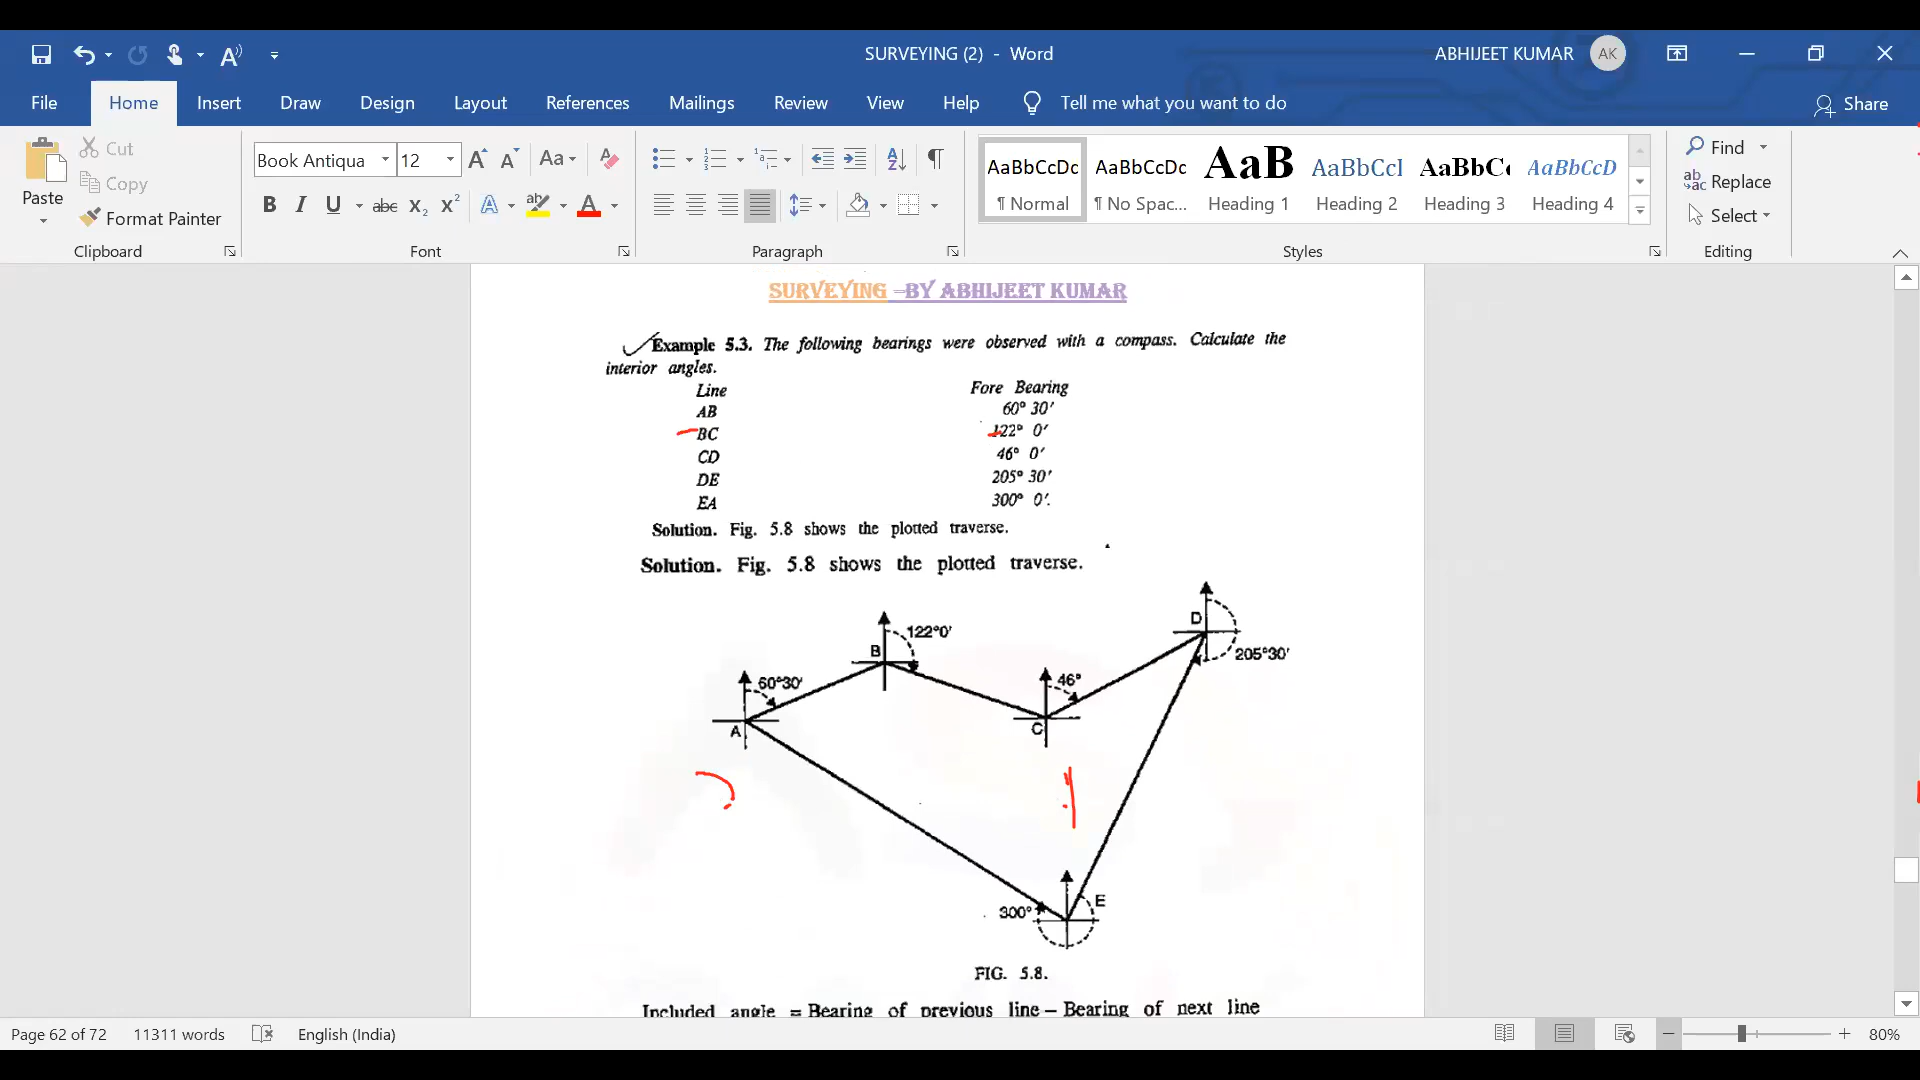 SURVEYING (2) - Word
ABHIJEET KUMAR AK
File Home Insert Draw Design Layout References Mailings Review View Help Tell me what you want to do Share
Paste
Cut
Copy
Format Painter
Clipboard
Book Antiqua 12
Font
Paragraph
AaBbCcDc AaBbCcDc AaB AaBbCcI AaBbCc AaBbCcD
¶ Normal ¶ No Spac... Heading 1 Heading 2 Heading 3 Heading 4
Styles
Find
Replace
Select
Editing
SURVEYING –BY ABHIJEET KUMAR
Example 5.3. The following bearings were observed with a compass. Calculate the
interior angles.
Line Fore Bearing
AB 60° 30′
BC 122° 0′
CD 46° 0′
DE 205° 30′
EA 300° 0′.
Solution. Fig. 5.8 shows the plotted traverse.
Solution. Fig. 5.8 shows the plotted traverse.
D
205°30'
B
122°0'
A
60°30'
C
46°
E
300°
FIG. 5.8.
Included angle = Bearing of previous line – Bearing of next line
Page 62 of 72 11311 words English (India) 80%